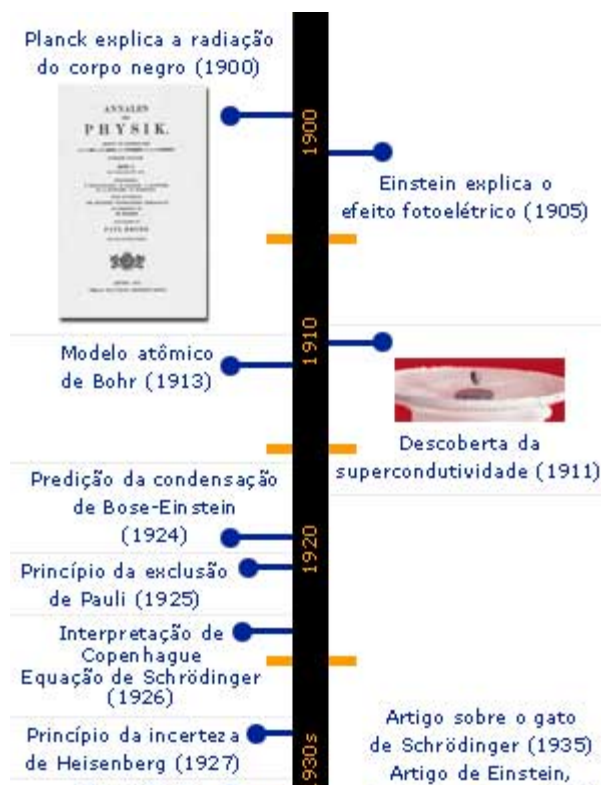 Planck explica a radiação
do corpo negro (1900)
ANNALEN
PHYSIK.
1900
Einstein explica o
efeito fotoelétrico (1905)
1910
Modelo atômico
de Bohr (1913)
Descoberta da
supercondutividade (1911)
Predição da condensação
de Bose-Einstein
(1924)
1920
Princípio da exclusão
de Pauli (1925)
Interpretação de
Copenhague
Equação de Schrödinger
(1926)
Princípio da incerteza
de Heisenberg (1927)
1930s
Artigo sobre o gato
de Schrödinger (1935)
Artigo de Einstein,